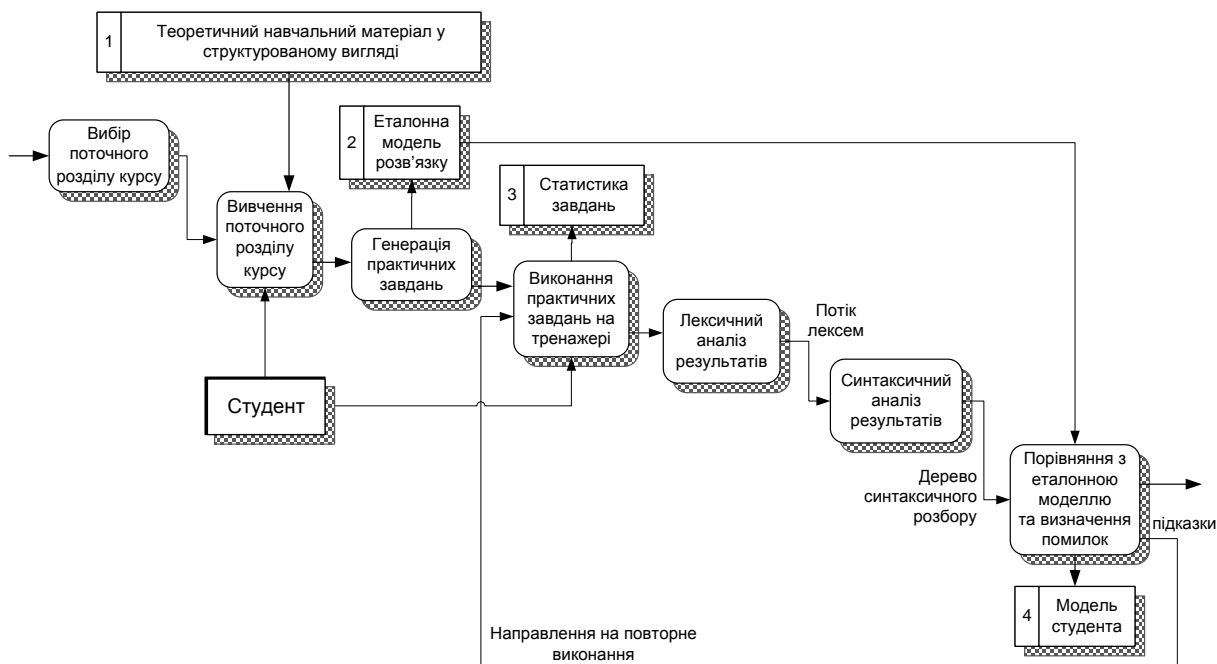 1
Теоретичний навчальний матеріал у
структурованому вигляді
Вибір
поточного
розділу курсу
2
Еталонна
модель
розв’язку
3
Статистика
завдань
Вивчення
поточного
розділу
курсу
Генерація
практичних
завдань
Виконання
практичних
завдань на
тренажері
Лексичний
аналіз
результатів
Потік
лексем
Синтаксичний
аналіз
результатів
Студент
Дерево
синтаксичного
розбору
Порівняння з
еталонною
моделлю
та визначення
помилок
підказки
4
Модель
студента
Направлення на повторне
виконання